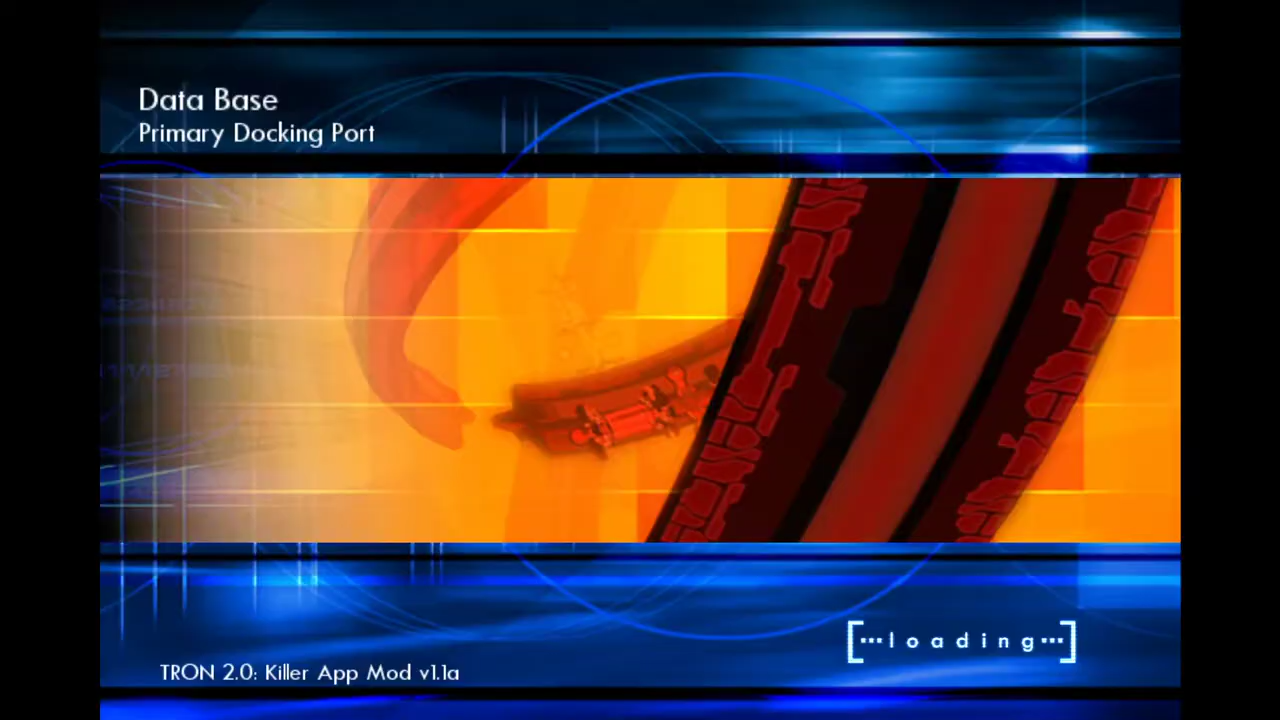 Data Base
Primary Docking Port
[···loading···]
TRON 2.0: Killer App Mod v1.1a